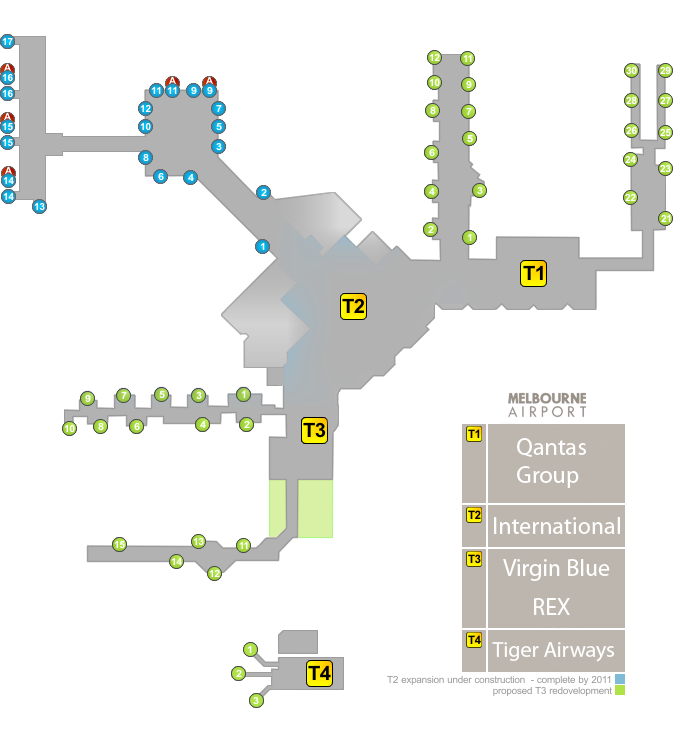 17
A
16
16
A
15
15
A
14
14
13
A
A
11
11
9
9
12
7
10
5
3
8
6
4
2
1
12
11
10
9
8
7
5
6
4
3
2
1
30
29
28
27
26
25
24
23
22
21
T1
T2
9
7
5
3
1
10
8
6
4
2
T3
15
13
11
14
12
1
2
3
T4
MELBOURNE
AIRPORT
T1
Qantas
Group
T2
International
T3
Virgin Blue
REX
T4
Tiger Airways
T2 expansion under construction - complete by 2011
proposed T3 redovelopment